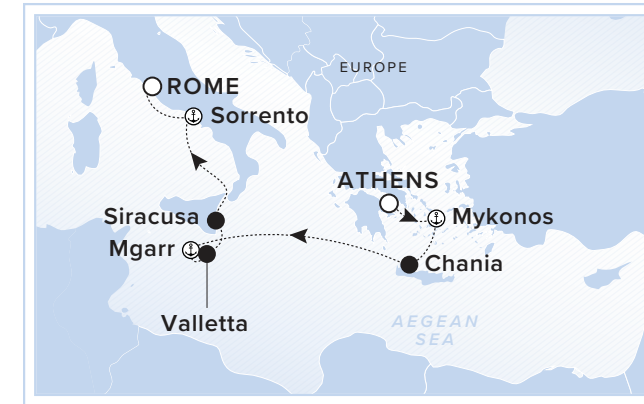 EUROPE
ROME
Sorrento
ATHENS
Siracusa
Mykonos
Mgarr
Chania
Valletta
AEGEAN
SEA